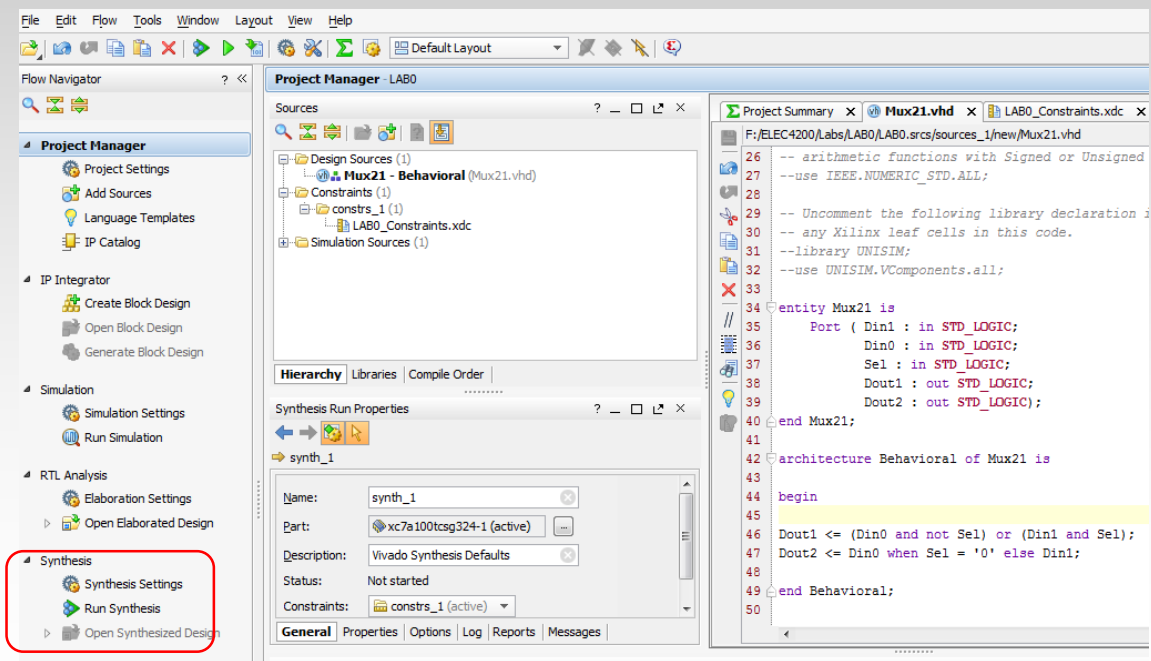 File Edit Flow Tools Window Layout View Help
Default Layout
Flow Navigator ? «
Project Manager
Project Settings
Add Sources
Language Templates
IP Catalog
IP Integrator
Create Block Design
Open Block Design
Generate Block Design
Simulation
Simulation Settings
Run Simulation
RTL Analysis
Elaboration Settings
Open Elaborated Design
Synthesis
Synthesis Settings
Run Synthesis
Open Synthesized Design
Project Manager - LAB0
Sources ?
Design Sources (1)
Mux21 - Behavioral (Mux21.vhd)
Constraints (1)
constrs_1 (1)
LAB0_Constraints.xdc
Simulation Sources (1)
Hierarchy Libraries Compile Order
Synthesis Run Properties ?
synth_1
Name: synth_1
Part: xc7a100tcsg324-1 (active) ...
Description: Vivado Synthesis Defaults
Status: Not started
Constraints: constrs_1 (active)
General Properties Options Log Reports Messages
Project Summary Mux21.vhd LAB0_Constraints.xdc
F:/ELEC4200/Labs/LAB0/LAB0.srcs/sources_1/new/Mux21.vhd
26 -- arithmetic functions with Signed or Unsigned
27 --use IEEE.NUMERIC_STD.ALL;
28
29 -- Uncomment the following library declaration i
30 -- any Xilinx leaf cells in this code.
31 --library UNISIM;
32 --use UNISIM.VComponents.all;
33
34 entity Mux21 is
35 Port ( Din1 : in STD_LOGIC;
36 Din0 : in STD_LOGIC;
37 Sel : in STD_LOGIC;
38 Dout1 : out STD_LOGIC;
39 Dout2 : out STD_LOGIC);
40 end Mux21;
41
42 architecture Behavioral of Mux21 is
43
44 begin
45
46 Dout1 <= (Din0 and not Sel) or (Din1 and Sel);
47 Dout2 <= Din0 when Sel = '0' else Din1;
48
49 end Behavioral;
50